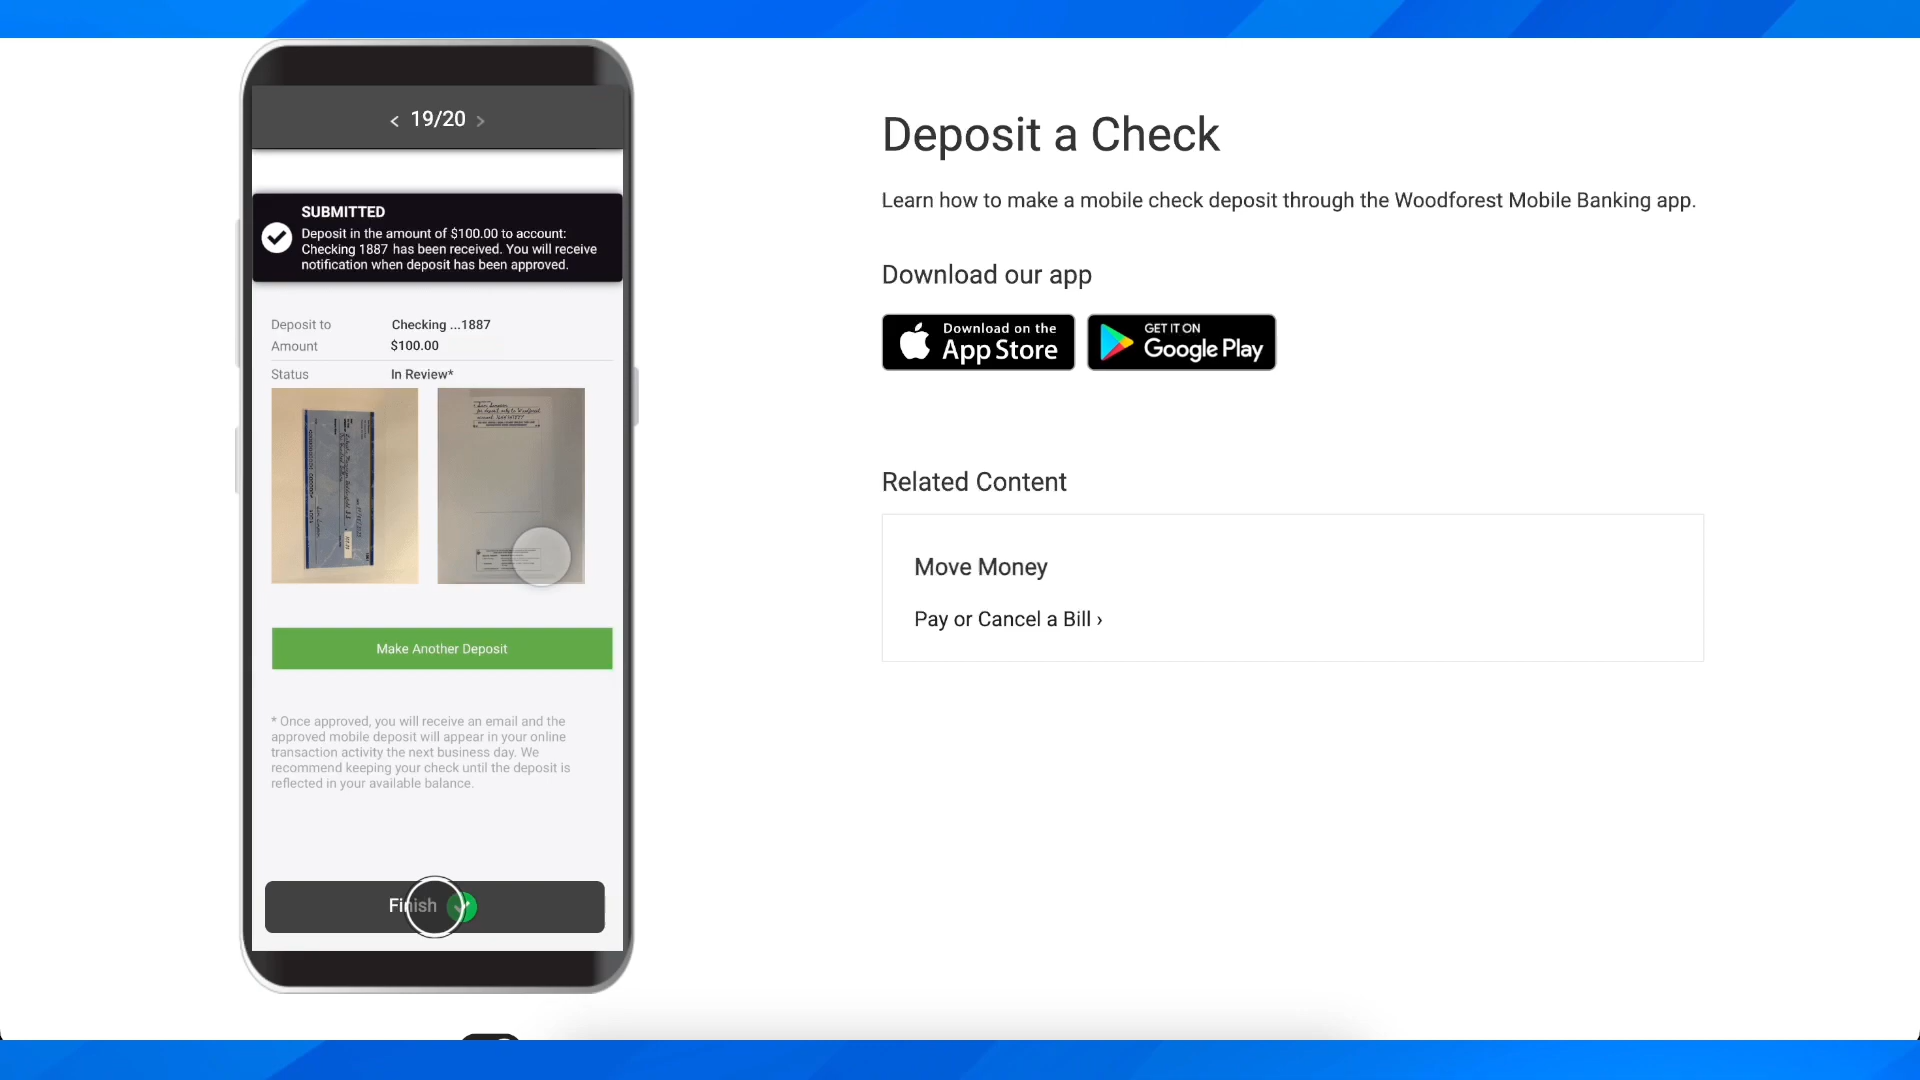 < 19/20 >
SUBMITTED
Deposit in the amount of $100.00 to account:
Checking 1887 has been received. You will receive
notification when deposit has been approved.
Deposit to Checking ...1887
Amount $100.00
Status In Review*
Make Another Deposit
* Once approved, you will receive an email and the
approved mobile deposit will appear in your online
transaction activity the next business day. We
recommend keeping your check until the deposit is
reflected in your available balance.
Finish
Deposit a Check
Learn how to make a mobile check deposit through the Woodforest Mobile Banking app.
Download our app
Download on the
App Store
GET IT ON
Google Play
Related Content
Move Money
Pay or Cancel a Bill ›